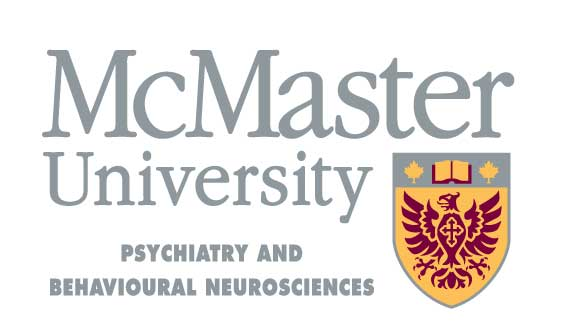 McMaster
University
PSYCHIATRY AND
BEHAVIOURAL NEUROSCIENCES